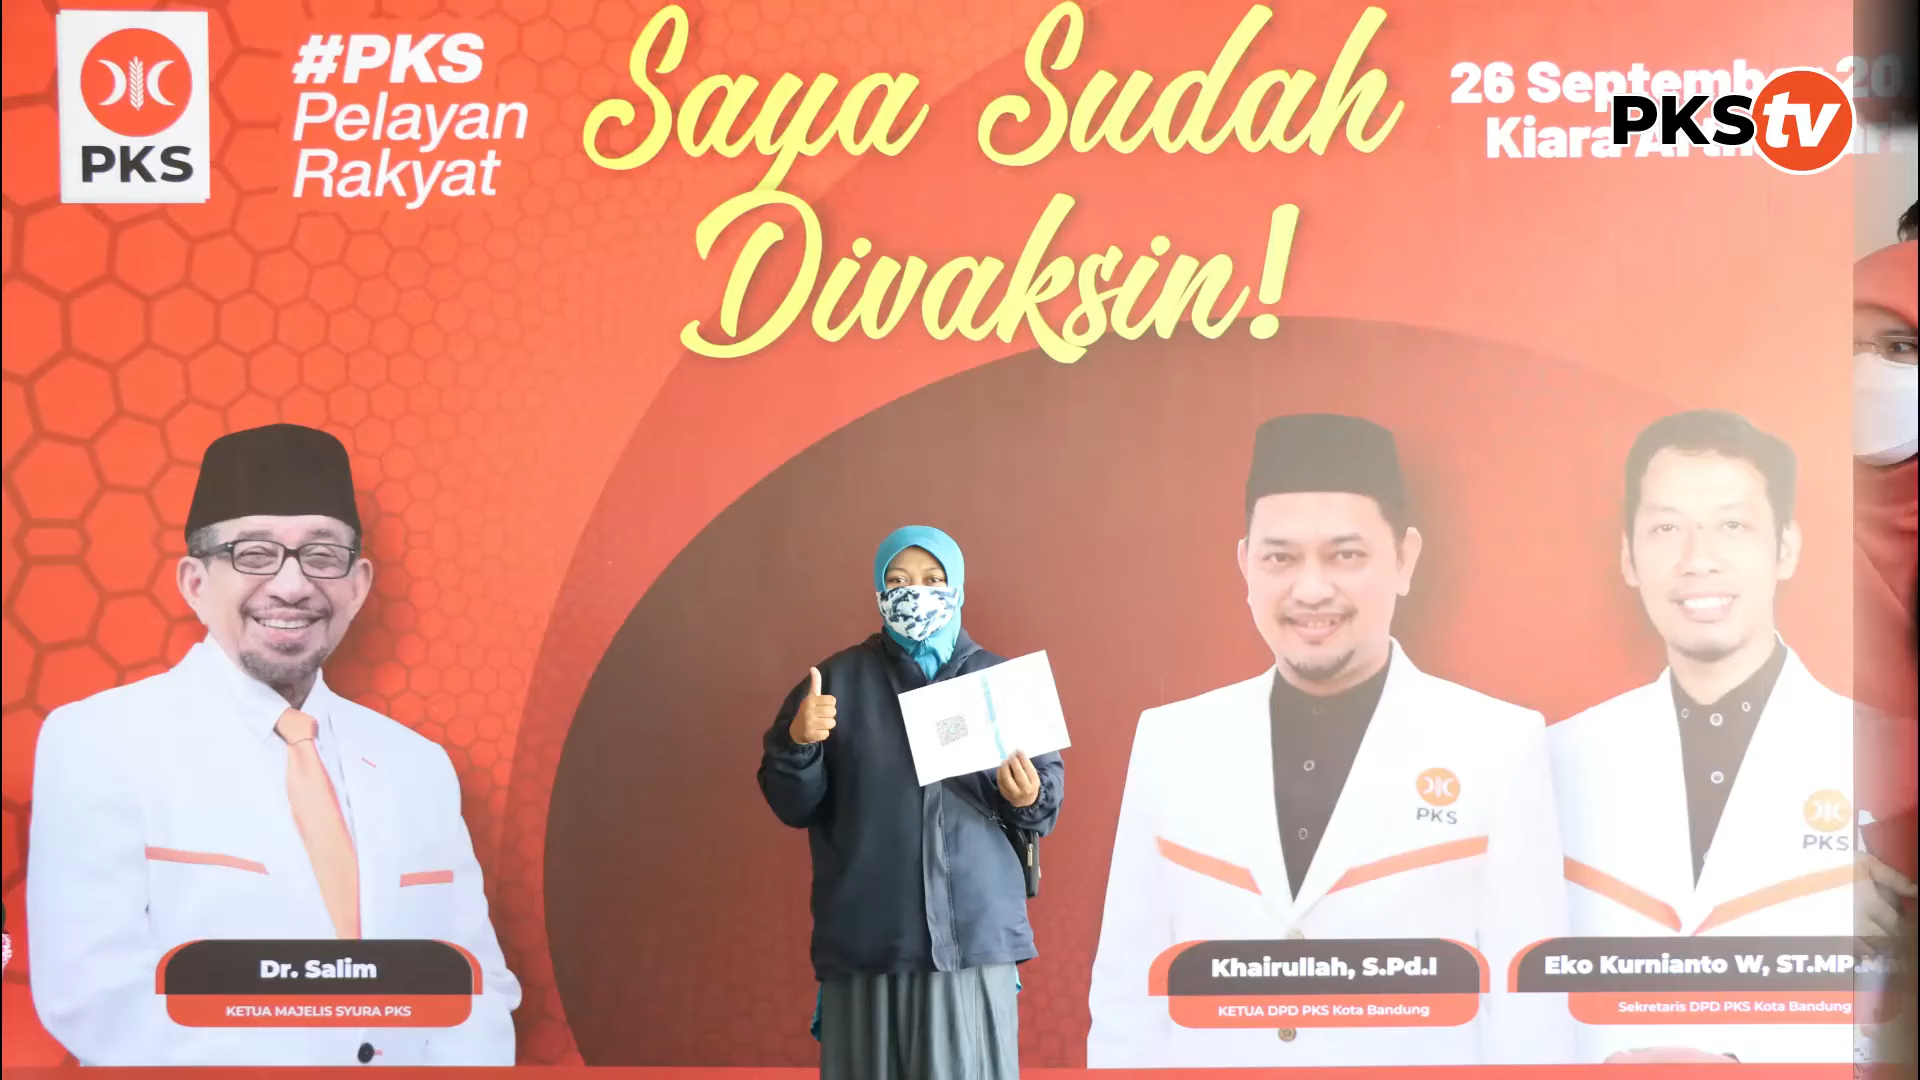 PKS
#PKS
Pelayan
Rakyat
Saya Sudah
Divaksin!
26 September
Kiara
PKStv
Dr. Salim
KETUA MAJELIS SYURA PKS
PKS
Khairullah, S.Pd.I
KETUA DPD PKS Kota Bandung
PKS
Eko Kurnianto W, ST.MP.
Sekretaris DPD PKS Kota Bandung